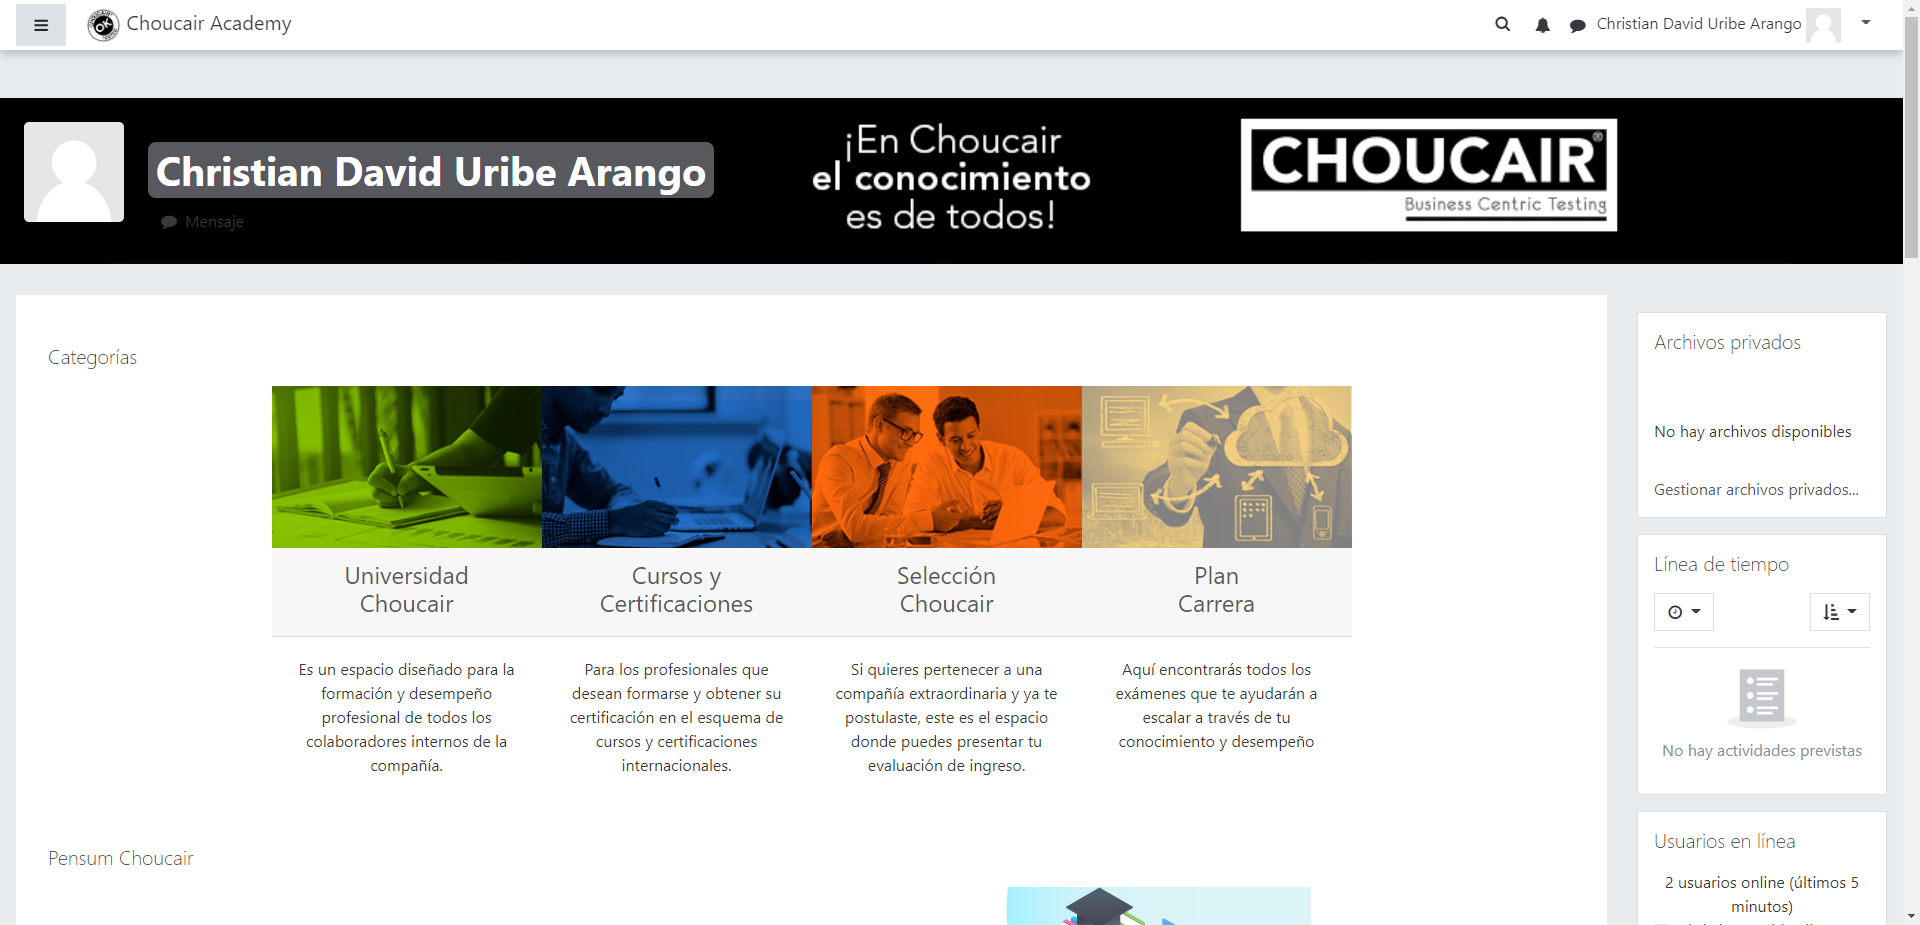 Choucair Academy
Christian David Uribe Arango
Christian David Uribe Arango
Mensaje
¡En Choucair
el conocimiento
es de todos!
CHOUCAIR®
Business Centric Testing
Categorías
Universidad
Choucair
Es un espacio diseñado para la
formación y desempeño
profesional de todos los
colaboradores internos de la
compañía.
Cursos y
Certificaciones
Para los profesionales que
desean formarse y obtener su
certificación en el esquema de
cursos y certificaciones
internacionales.
Selección
Choucair
Si quieres pertenecer a una
compañía extraordinaria y ya te
postulaste, este es el espacio
donde puedes presentar tu
evaluación de ingreso.
Plan
Carrera
Aquí encontrarás todos los
exámenes que te ayudarán a
escalar a través de tu
conocimiento y desempeño
Pensum Choucair
Archivos privados
No hay archivos disponibles
Gestionar archivos privados...
Línea de tiempo
No hay actividades previstas
Usuarios en línea
2 usuarios online (últimos 5
minutos)